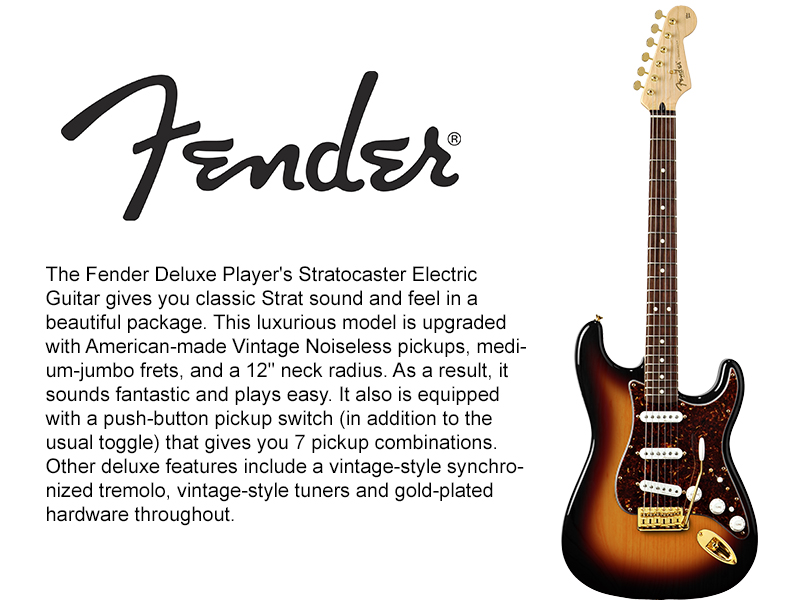 Fender®
The Fender Deluxe Player's Stratocaster Electric
Guitar gives you classic Strat sound and feel in a
beautiful package. This luxurious model is upgraded
with American-made Vintage Noiseless pickups, medi-
um-jumbo frets, and a 12" neck radius. As a result, it
sounds fantastic and plays easy. It also is equipped
with a push-button pickup switch (in addition to the
usual toggle) that gives you 7 pickup combinations.
Other deluxe features include a vintage-style synchro-
nized tremolo, vintage-style tuners and gold-plated
hardware throughout.
Fender